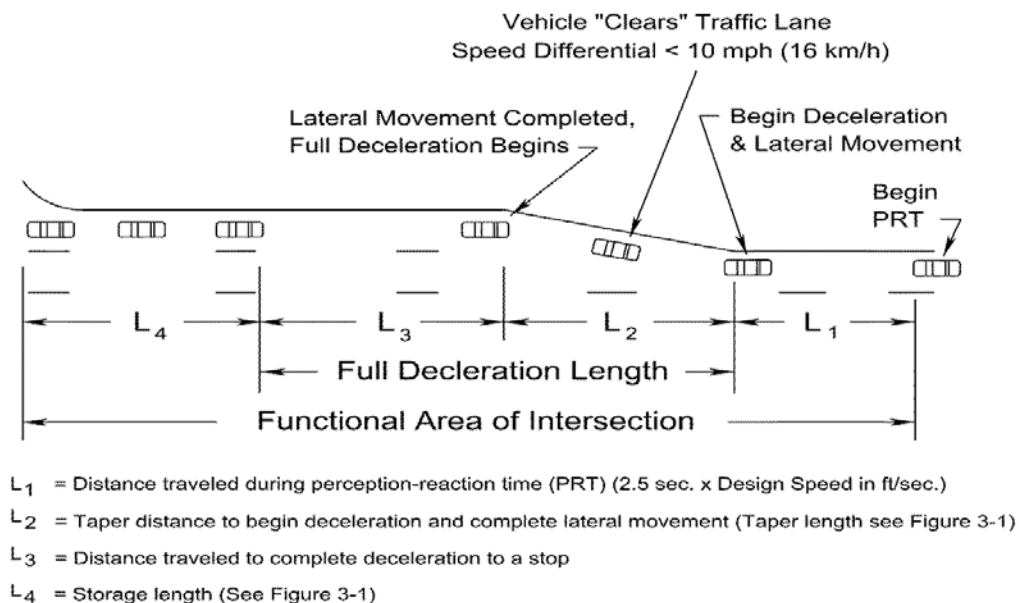 Vehicle "Clears" Traffic Lane
Speed Differential < 10 mph (16 km/h)
Lateral Movement Completed,
Full Deceleration Begins
Begin Deceleration
& Lateral Movement
Begin
PRT
L4
L3
L2
L1
Full Decleration Length
Functional Area of Intersection
L1 = Distance traveled during perception-reaction time (PRT) (2.5 sec. x Design Speed in ft/sec.)
L2 = Taper distance to begin deceleration and complete lateral movement (Taper length see Figure 3-1)
L3 = Distance traveled to complete deceleration to a stop
L4 = Storage length (See Figure 3-1)